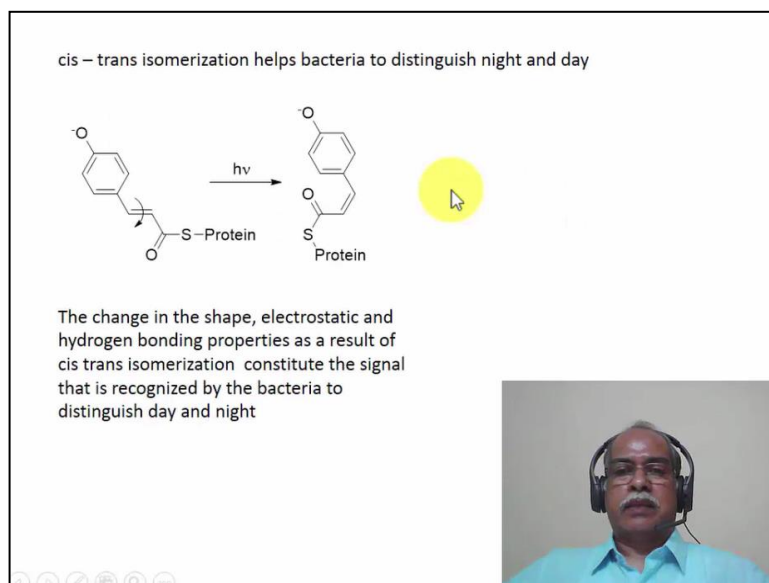 cis – trans isomerization helps bacteria to distinguish night and day
-O
-O
hν
O
S–Protein
O
S
Protein
The change in the shape, electrostatic and
hydrogen bonding properties as a result of
cis trans isomerization constitute the signal
that is recognized by the bacteria to
distinguish day and night